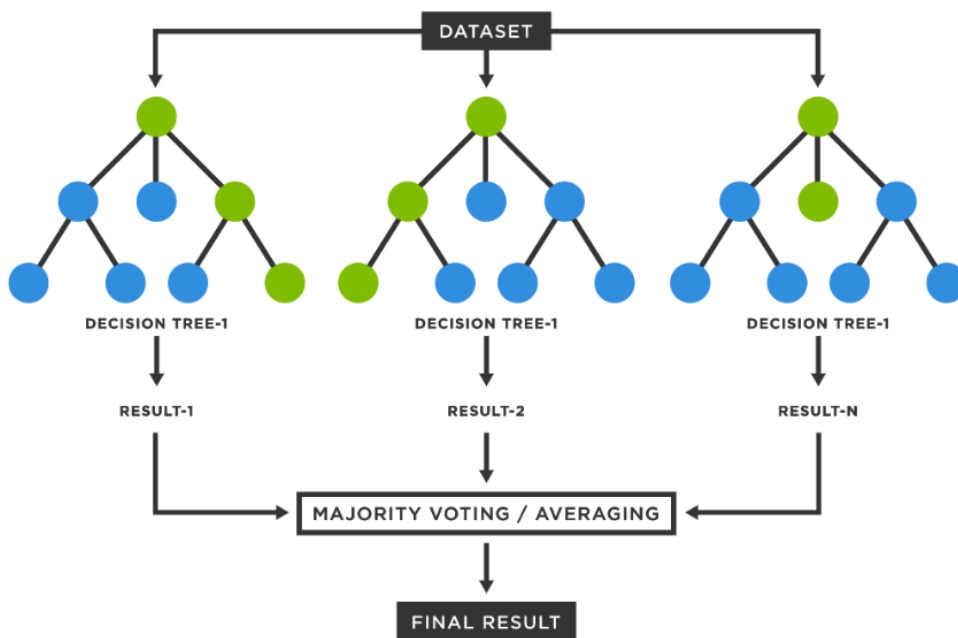 DATASET
DECISION TREE-1
DECISION TREE-1
DECISION TREE-1
RESULT-1
RESULT-2
RESULT-N
MAJORITY VOTING / AVERAGING
FINAL RESULT